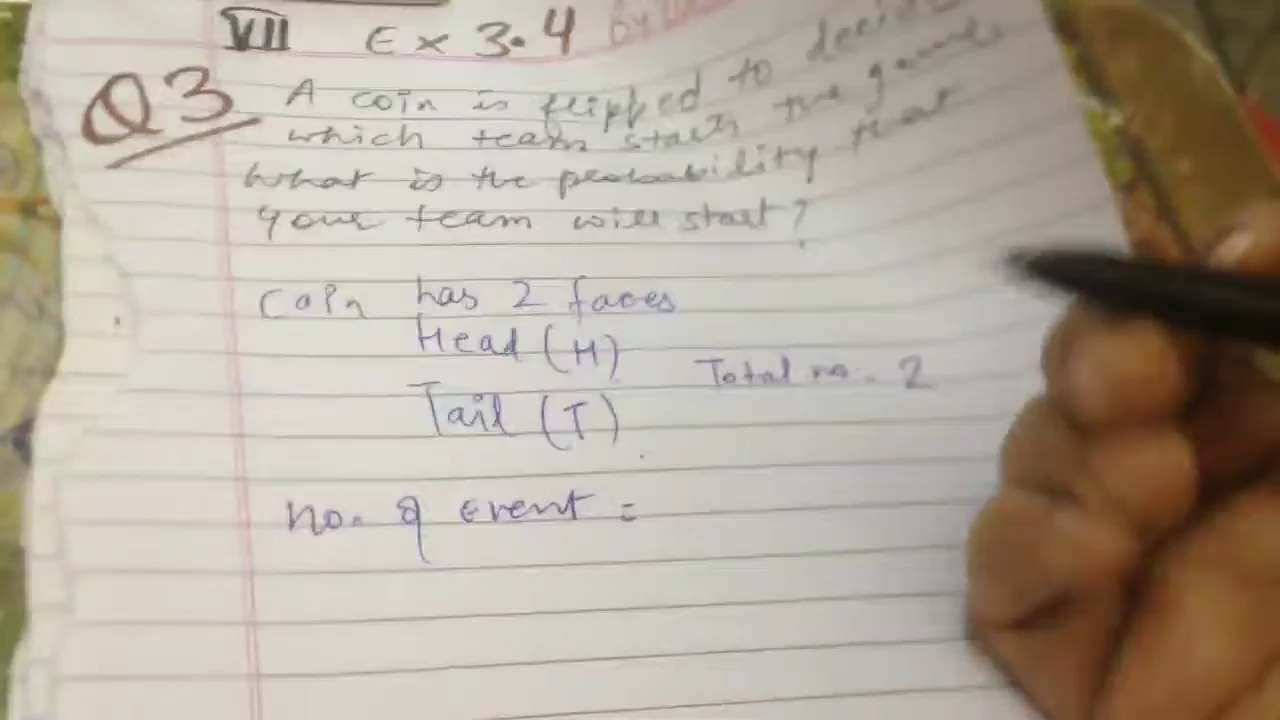 VII Ex 3.4 by
Q3 A coin is flipped to decide
which team starts the game.
What is the probability that
your team will start?
Coin has 2 faces
Head (H)
Total no. 2
Tail (T)
no. of event =